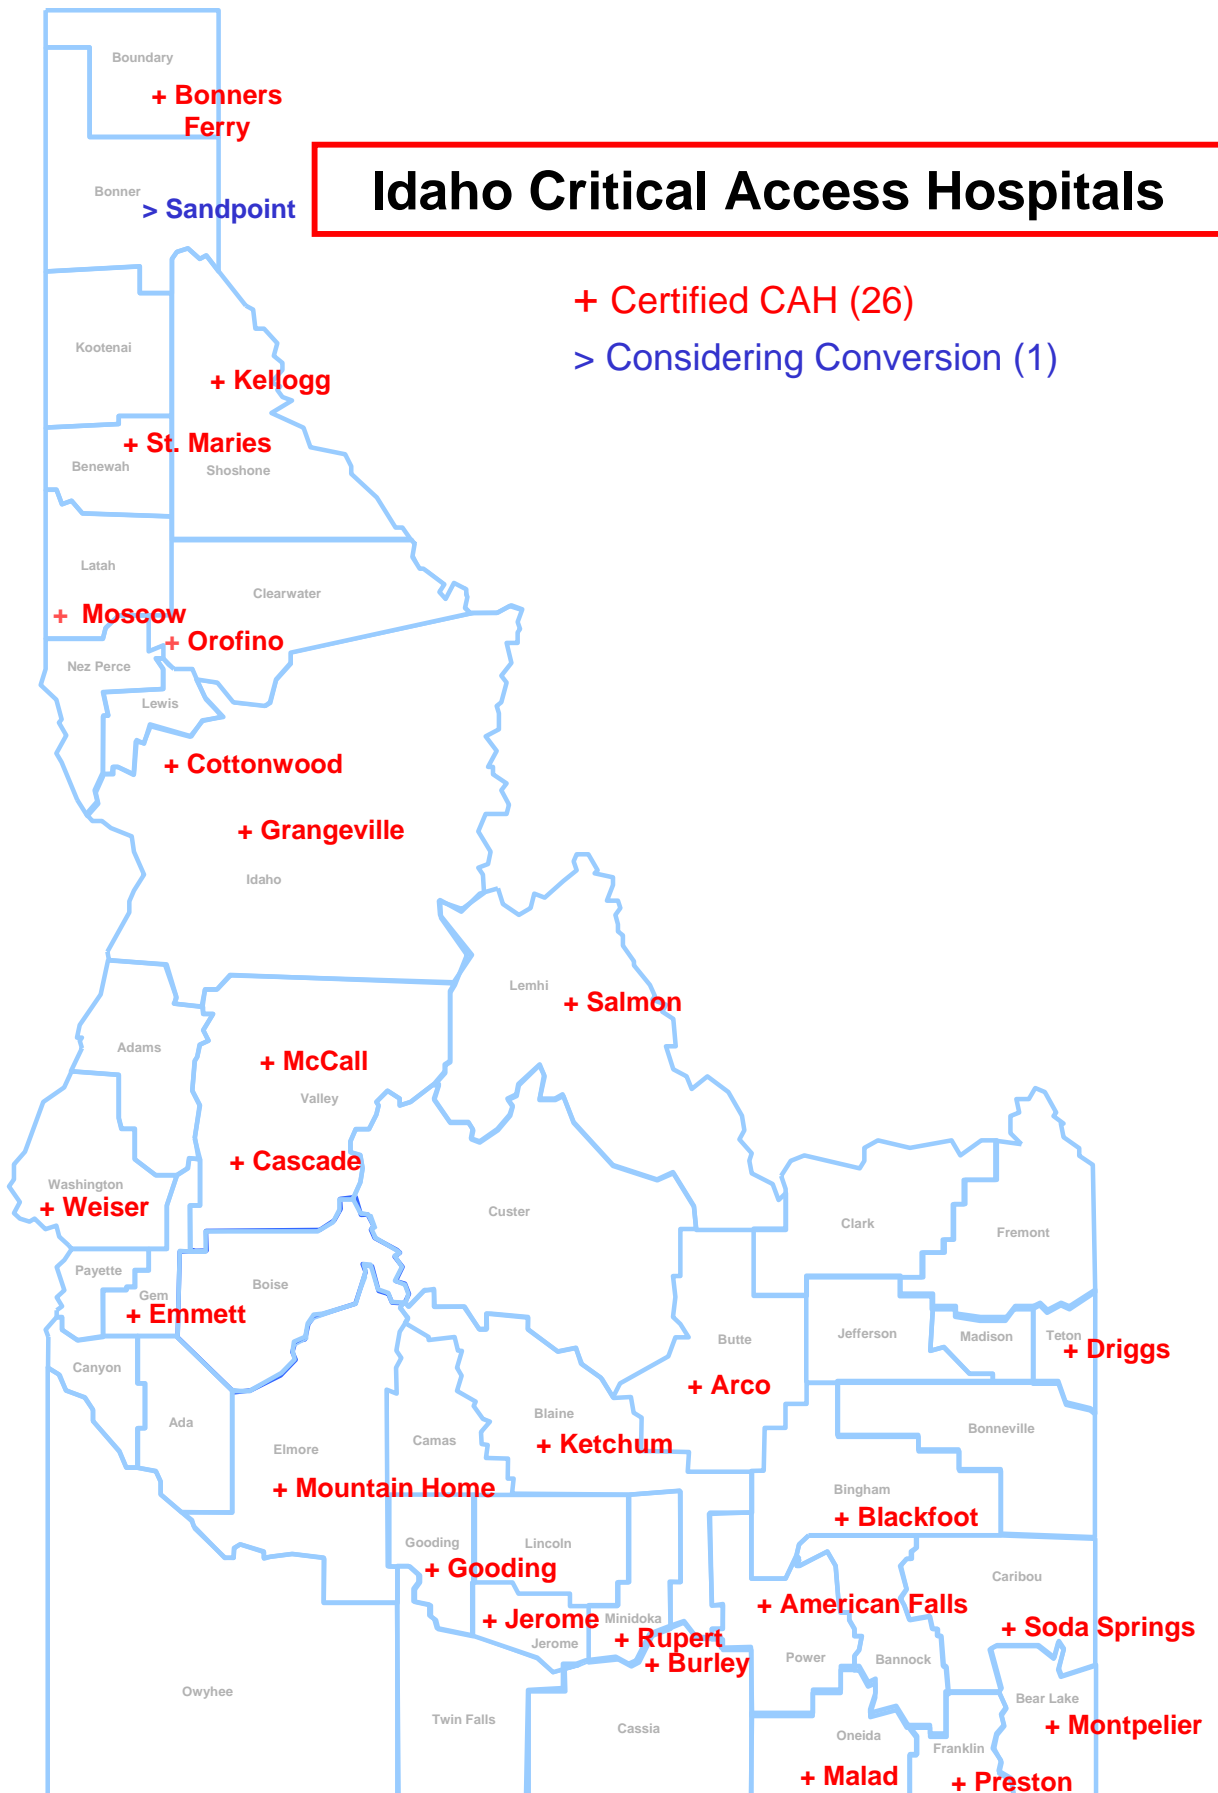 Boundary
+ Bonners
Ferry
Idaho Critical Access Hospitals
Bonner
> Sandpoint
+ Certified CAH (26)
> Considering Conversion (1)
Kootenai
+ Kellogg
+ St. Maries
Benewah
Shoshone
Latah
Clearwater
+ Moscow
+ Orofino
Nez Perce
Lewis
+ Cottonwood
+ Grangeville
Idaho
Lemhi
+ Salmon
Adams
+ McCall
Valley
+ Cascade
Washington
+ Weiser
Custer
Clark
Fremont
Payette
Boise
Gem
+ Emmett
Butte
Jefferson
Madison
Teton
+ Driggs
Canyon
+ Arco
Ada
Blaine
Bonneville
Elmore
Camas
+ Ketchum
+ Mountain Home
Bingham
+ Blackfoot
Gooding
Lincoln
+ Gooding
Caribou
+ American Falls
+ Jerome
Minidoka
+ Soda Springs
+ Rupert
Jerome
+ Burley
Power
Bannock
Owyhee
Bear Lake
Twin Falls
Cassia
+ Montpelier
Oneida
Franklin
+ Malad
+ Preston